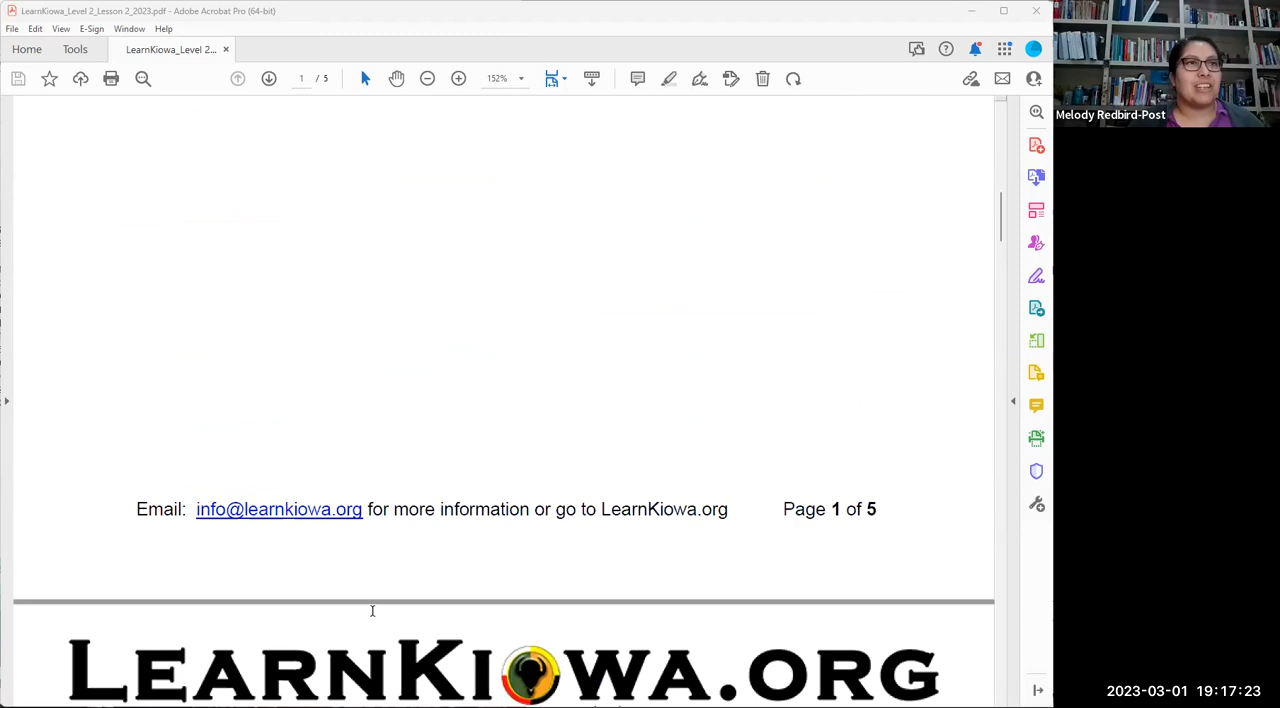 LearnKiowa_Level 2_Lesson 2_2023.pdf - Adobe Acrobat Pro (64-bit)
File Edit View E-Sign Window Help
Home Tools LearnKiowa_Level 2... ×
1 / 5 152%
Melody Redbird-Post
Email: info@learnkiowa.org for more information or go to LearnKiowa.org Page 1 of 5
LEARNKIOWA.ORG
2023-03-01 19:17:23